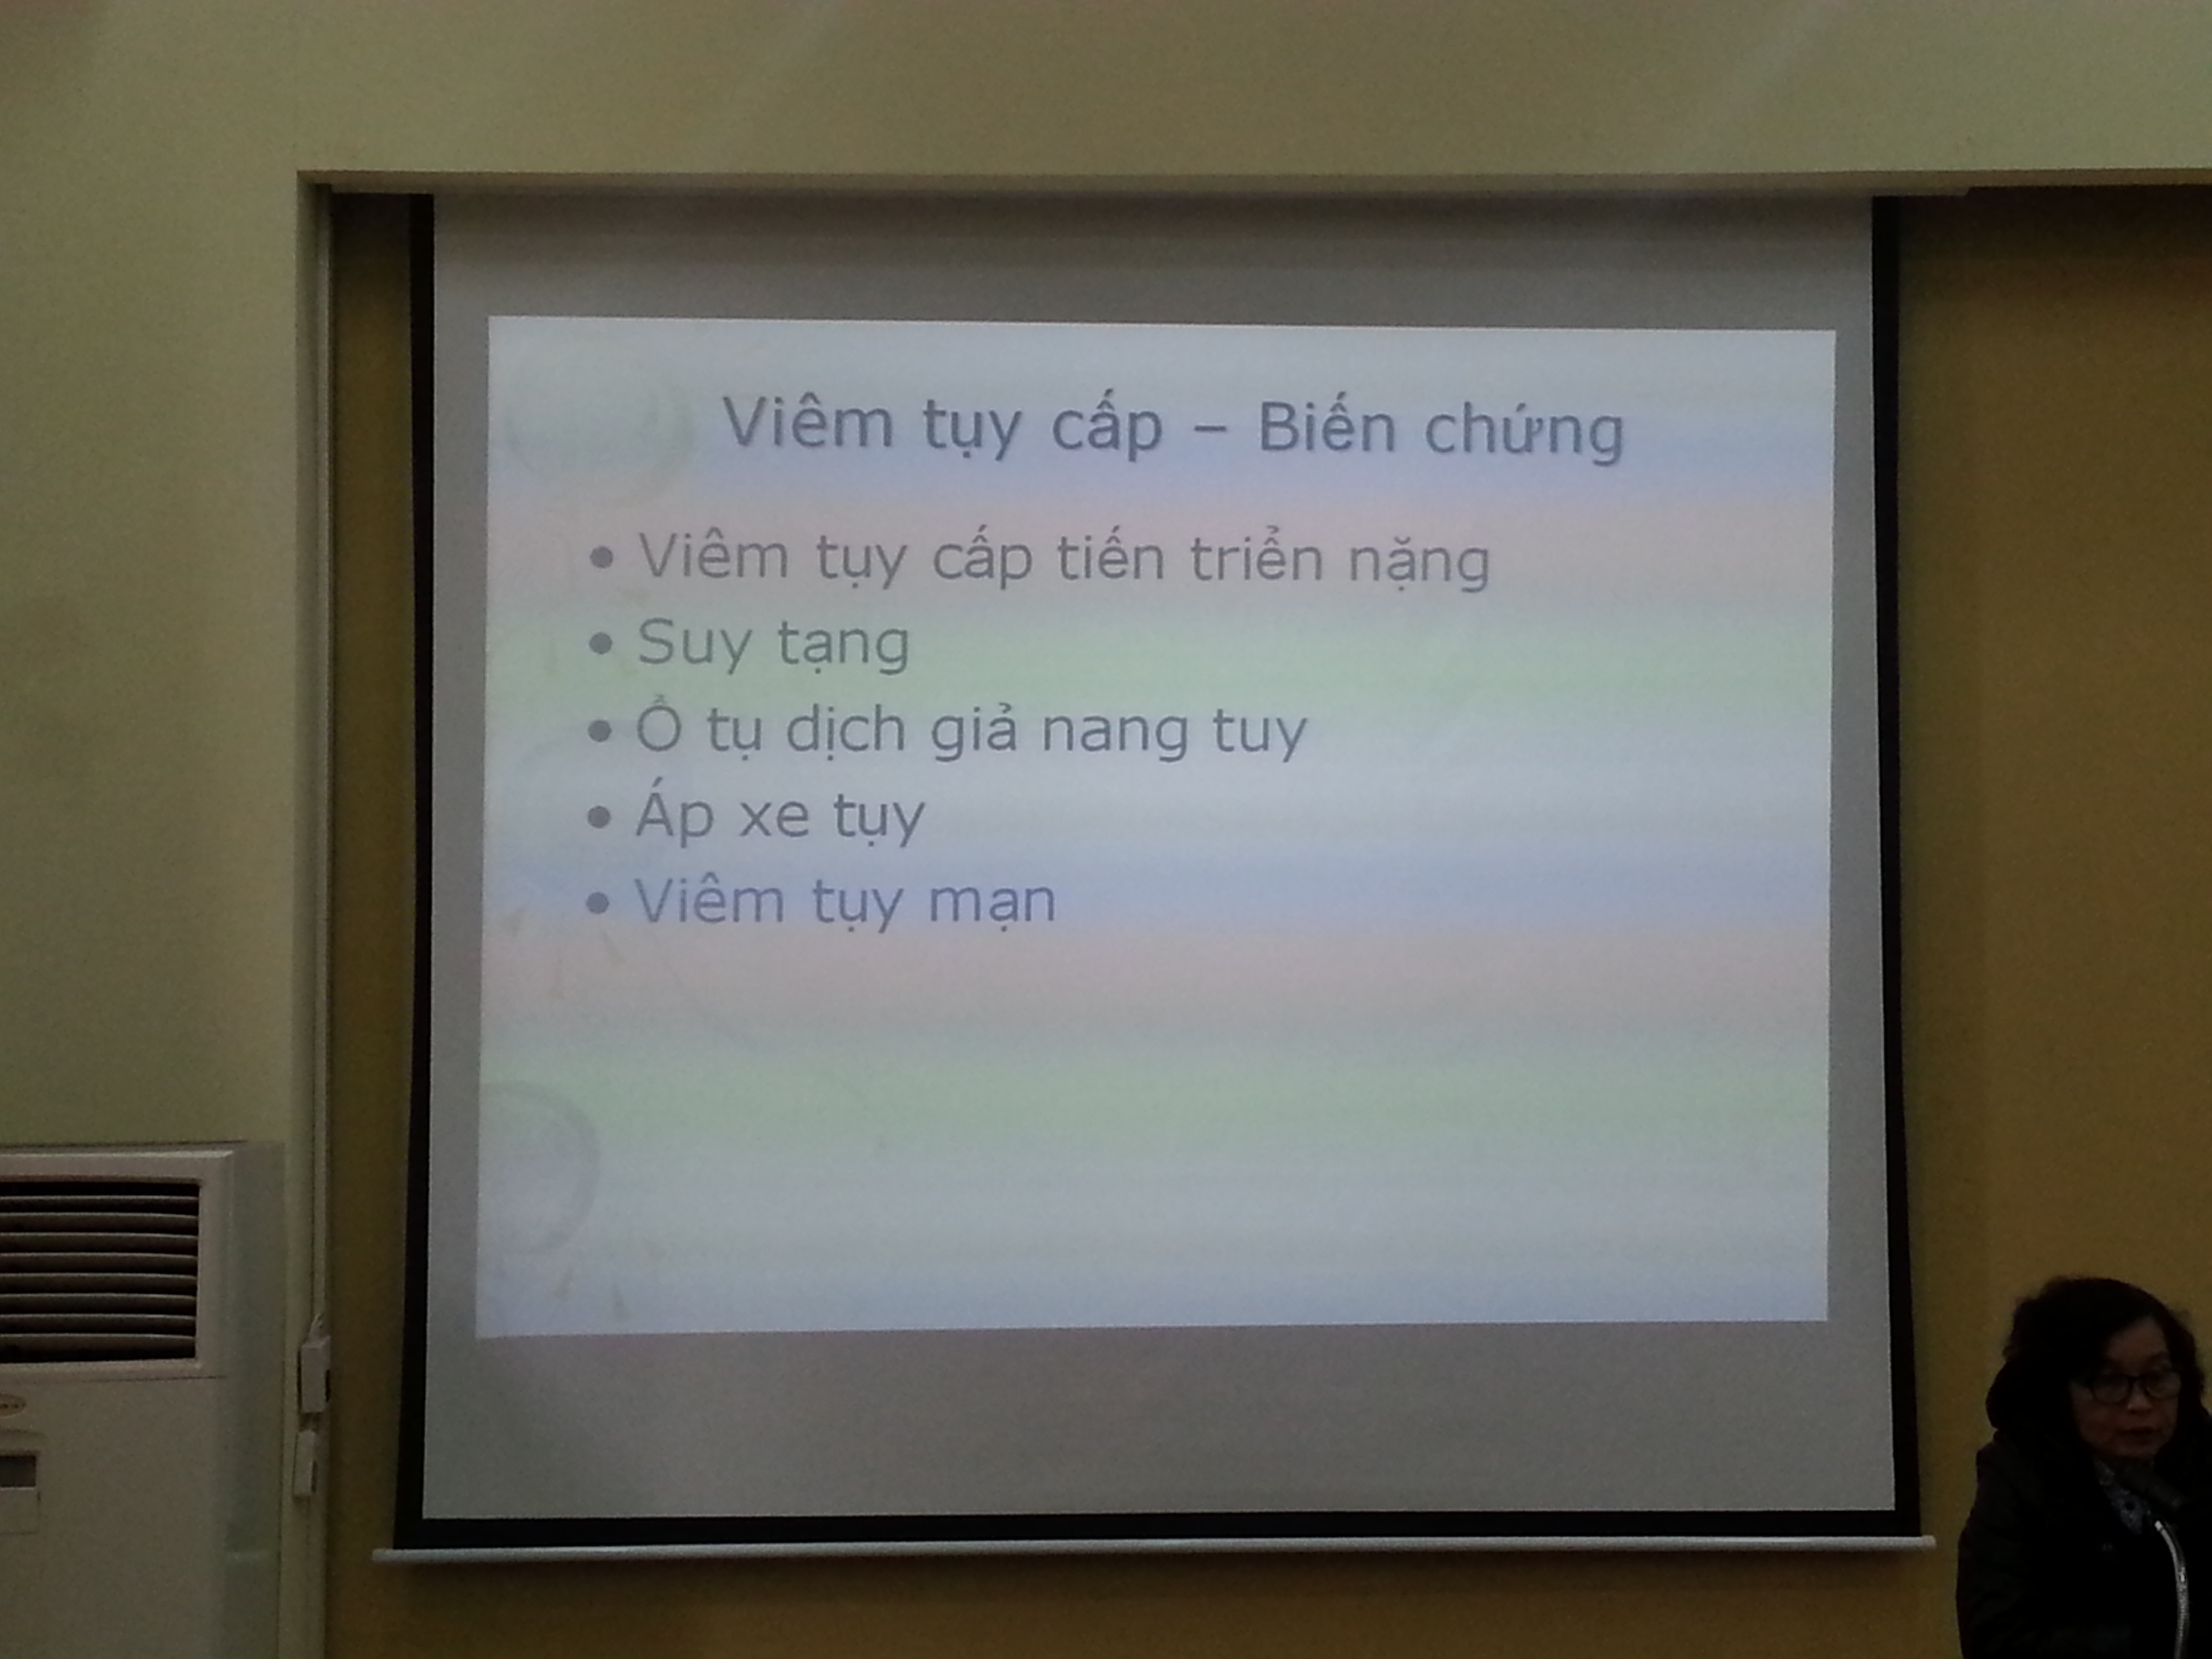 Viêm tụy cấp – Biến chứng
• Viêm tụy cấp tiến triển nặng
• Suy tạng
• Ổ tụ dịch giả nang tuy
• Áp xe tụy
• Viêm tụy mạn